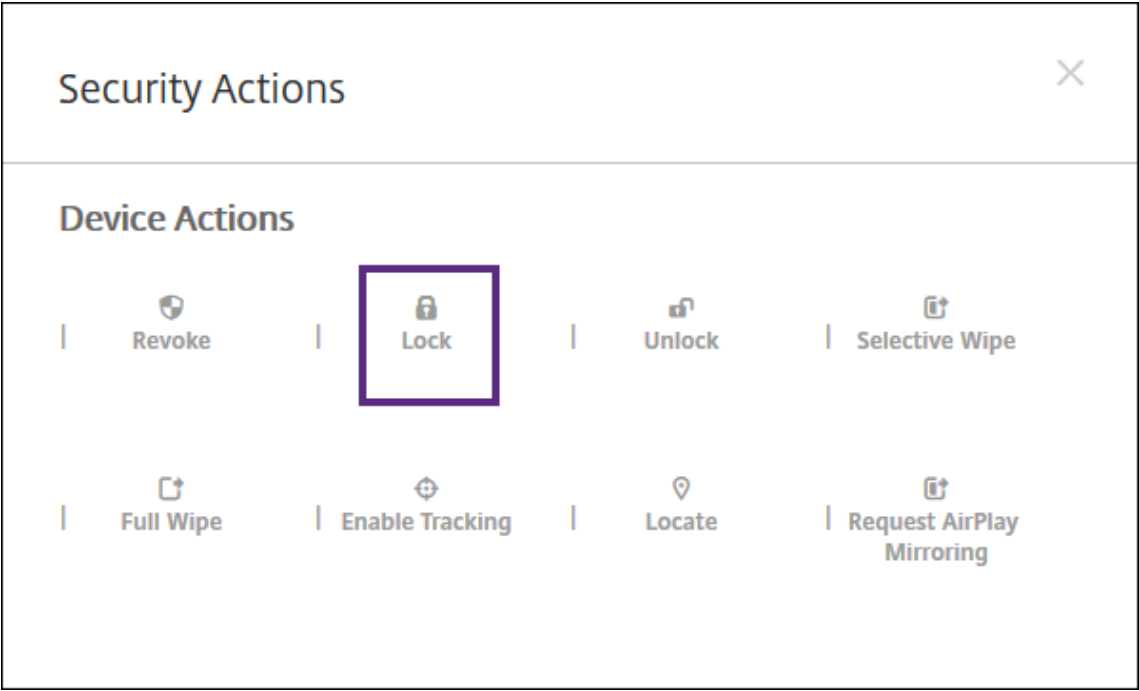 Security Actions
Device Actions
Revoke
Lock
Unlock
Selective Wipe
Full Wipe
Enable Tracking
Locate
Request AirPlay
Mirroring